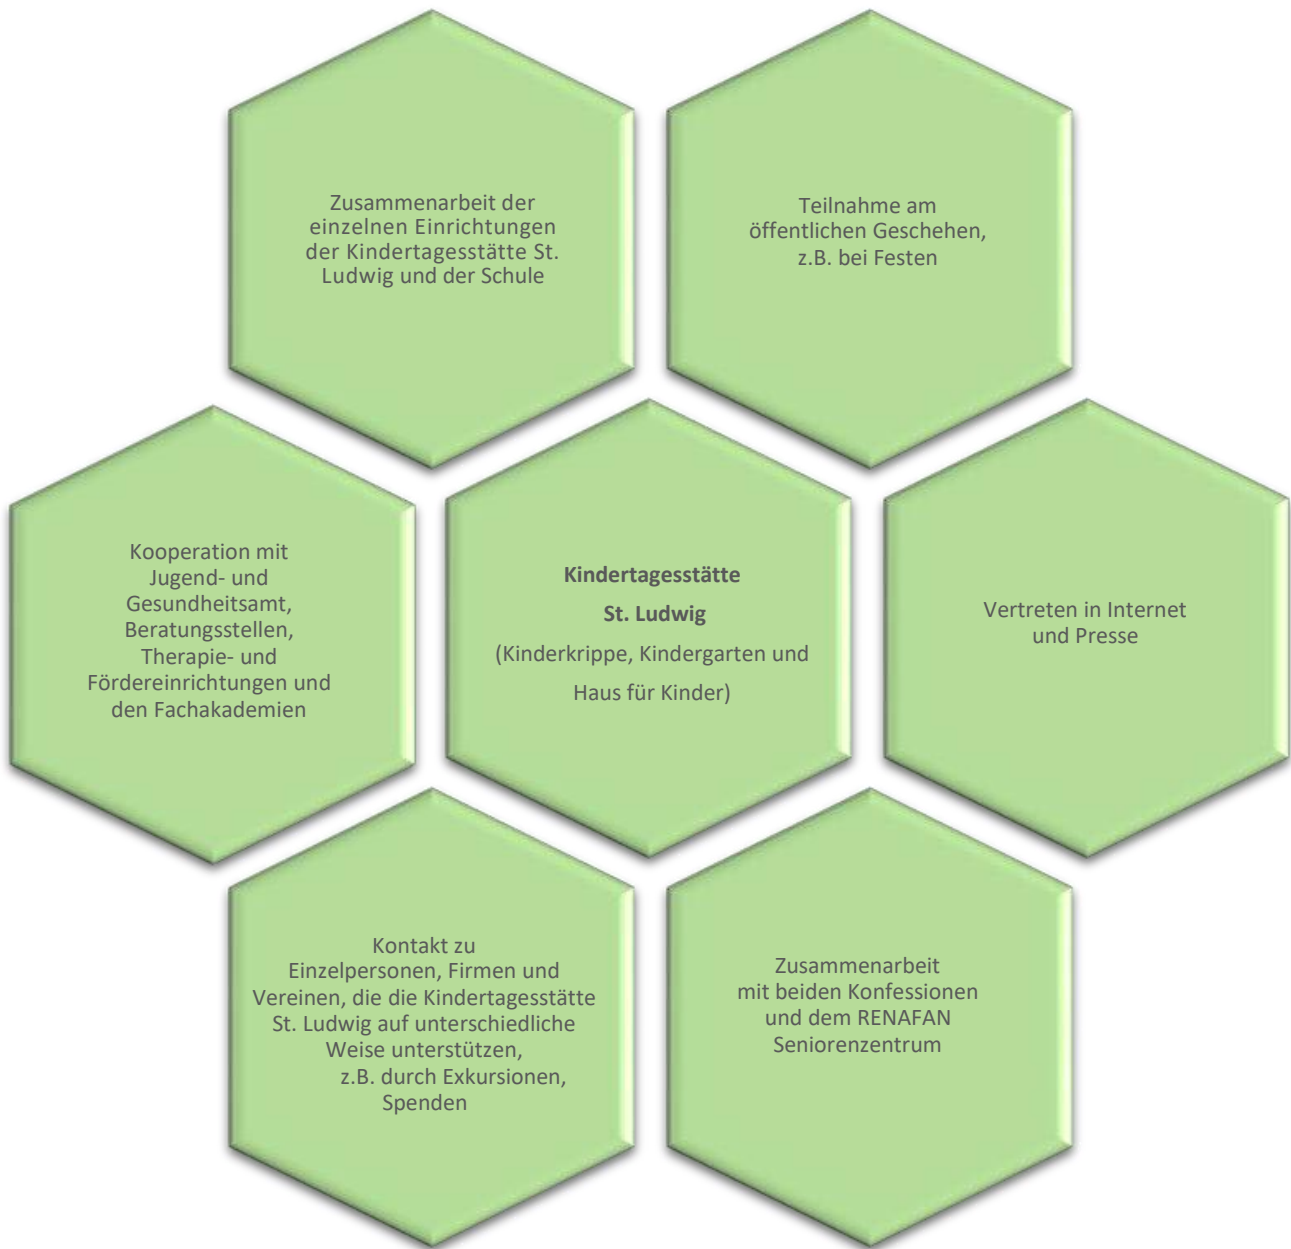 Zusammenarbeit der
einzelnen Einrichtungen
der Kindertagesstätte St.
Ludwig und der Schule
Teilnahme am
öffentlichen Geschehen,
z.B. bei Festen
Kooperation mit
Jugend- und
Gesundheitsamt,
Beratungsstellen,
Therapie- und
Fördereinrichtungen und
den Fachakademien
Kindertagesstätte
St. Ludwig
(Kinderkrippe, Kindergarten und
Haus für Kinder)
Vertreten in Internet
und Presse
Kontakt zu
Einzelpersonen, Firmen und
Vereinen, die die Kindertagesstätte
St. Ludwig auf unterschiedliche
Weise unterstützen,
z.B. durch Exkursionen,
Spenden
Zusammenarbeit
mit beiden Konfessionen
und dem RENAFAN
Seniorenzentrum